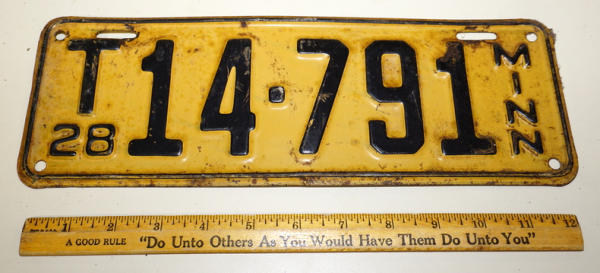 T 14·791 MINN
28
1 2 3 4 5 6 7 8 9 10 11 12
A GOOD RULE "Do Unto Others As You Would Have Them Do Unto You"